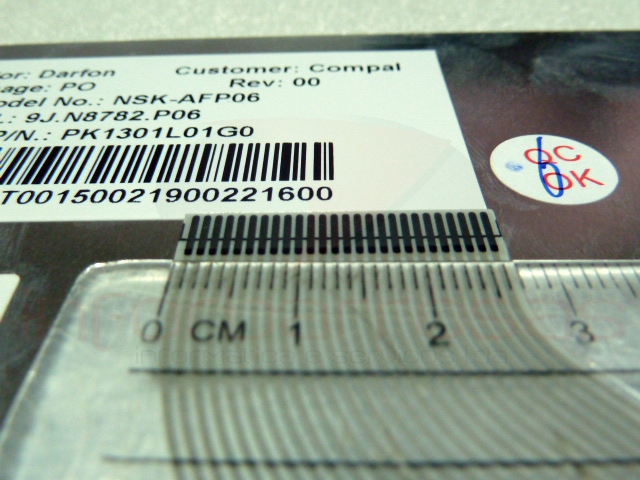 or: Darfon Customer: Compal
age: PO Rev: 00
odel No.: NSK-AFP06
.: 9J.N8782.P06
P/N.: PK1301L01G0
T00150021900221600
QC
OK
0 CM 1 2 3